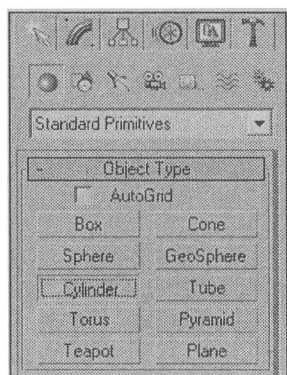 Standard Primitives
- Object Type
AutoGrid
Box Cone
Sphere GeoSphere
Cylinder Tube
Torus Pyramid
Teapot Plane